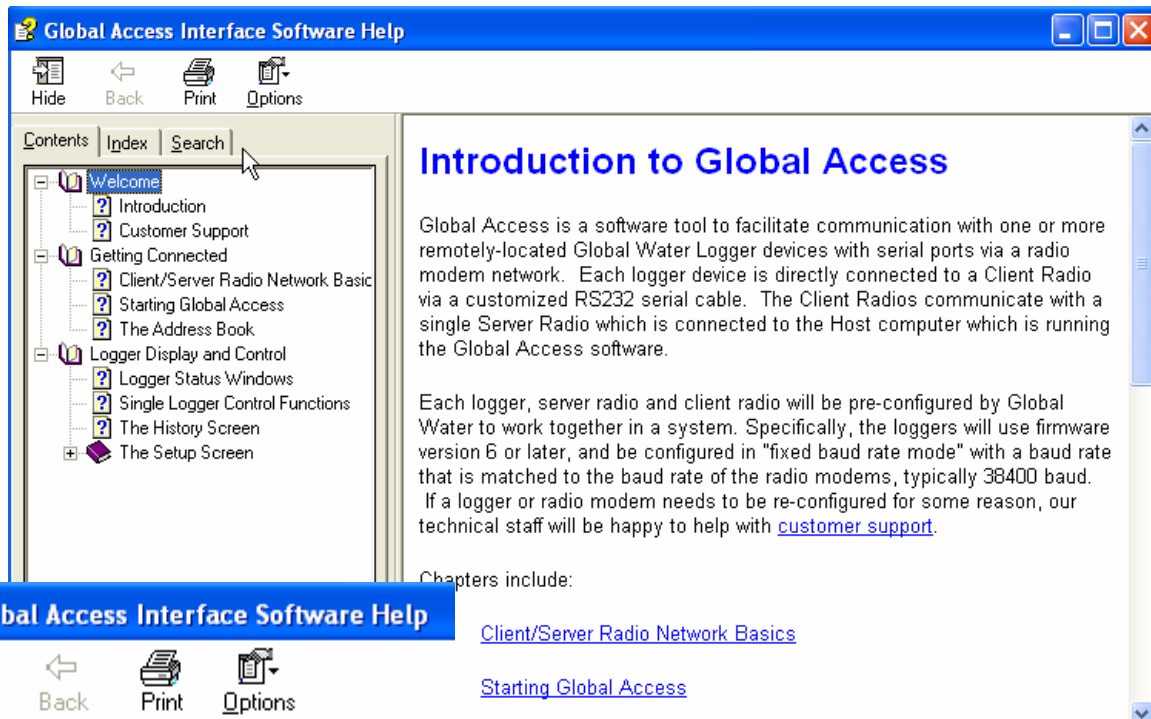 Global Access Interface Software Help
Hide Back Print Options
Contents Index Search
Welcome
Introduction
Customer Support
Getting Connected
Client/Server Radio Network Basic
Starting Global Access
The Address Book
Logger Display and Control
Logger Status Windows
Single Logger Control Functions
The History Screen
The Setup Screen
Introduction to Global Access
Global Access is a software tool to facilitate communication with one or more
remotely-located Global Water Logger devices with serial ports via a radio
modem network.  Each logger device is directly connected to a Client Radio
via a customized RS232 serial cable.  The Client Radios communicate with a
single Server Radio which is connected to the Host computer which is running
the Global Access software.
Each logger, server radio and client radio will be pre-configured by Global
Water to work together in a system. Specifically, the loggers will use firmware
version 6 or later, and be configured in "fixed baud rate mode" with a baud rate
that is matched to the baud rate of the radio modems, typically 38400 baud.
If a logger or radio modem needs to be re-configured for some reason, our
technical staff will be happy to help with customer support.
Chapters include:
Client/Server Radio Network Basics
Starting Global Access
bal Access Interface Software Help
Back Print Options